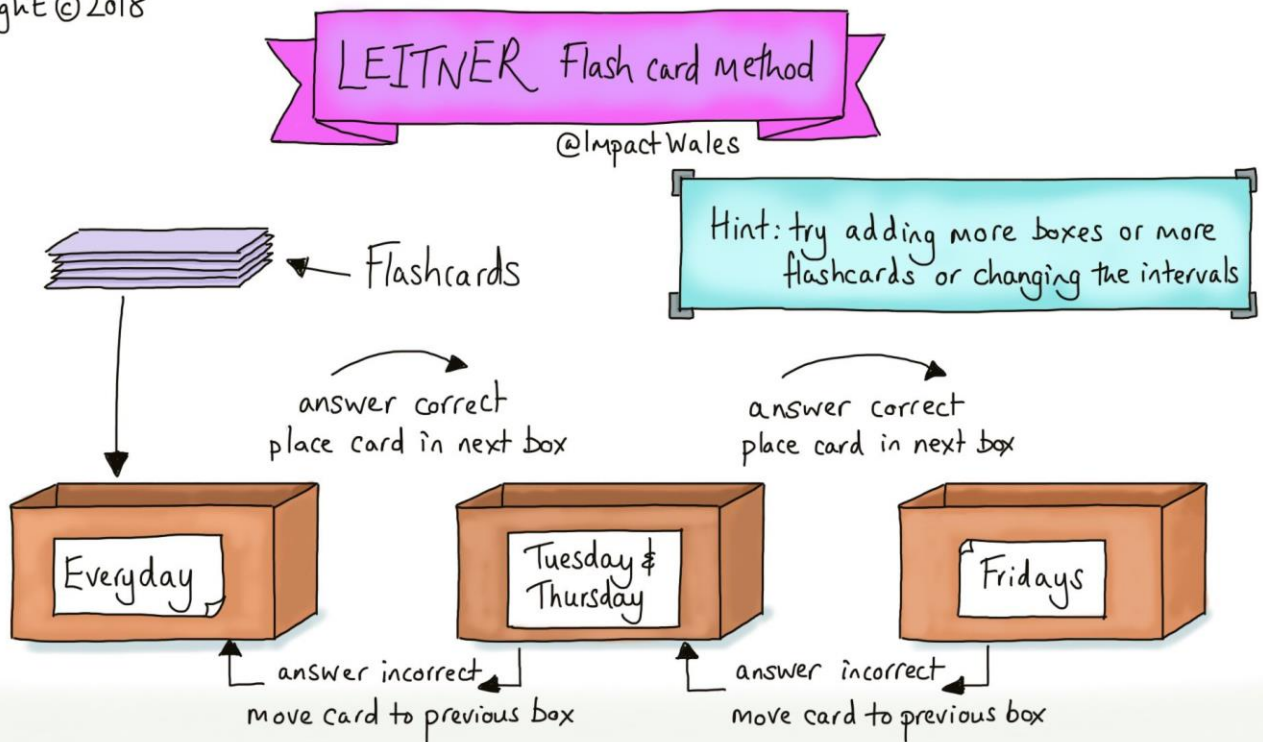 ght © 2018
LEITNER Flash card method
@ImpactWales
Hint: try adding more boxes or more
flashcards or changing the intervals
Flashcards
answer correct
place card in next box
answer correct
place card in next box
Everyday
Tuesday &
Thursday
Fridays
answer incorrect
move card to previous box
answer incorrect
move card to previous box